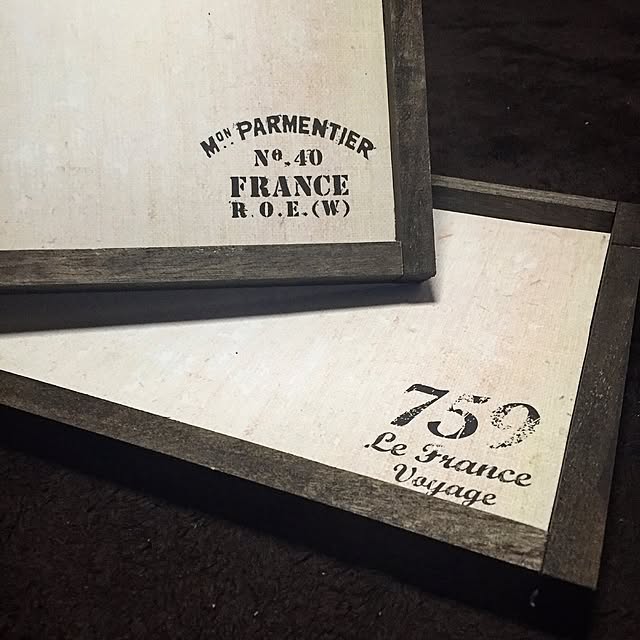 Mon PARMENTIER
No.40
FRANCE
R.O.E.(W)
759
Le France
Voyage